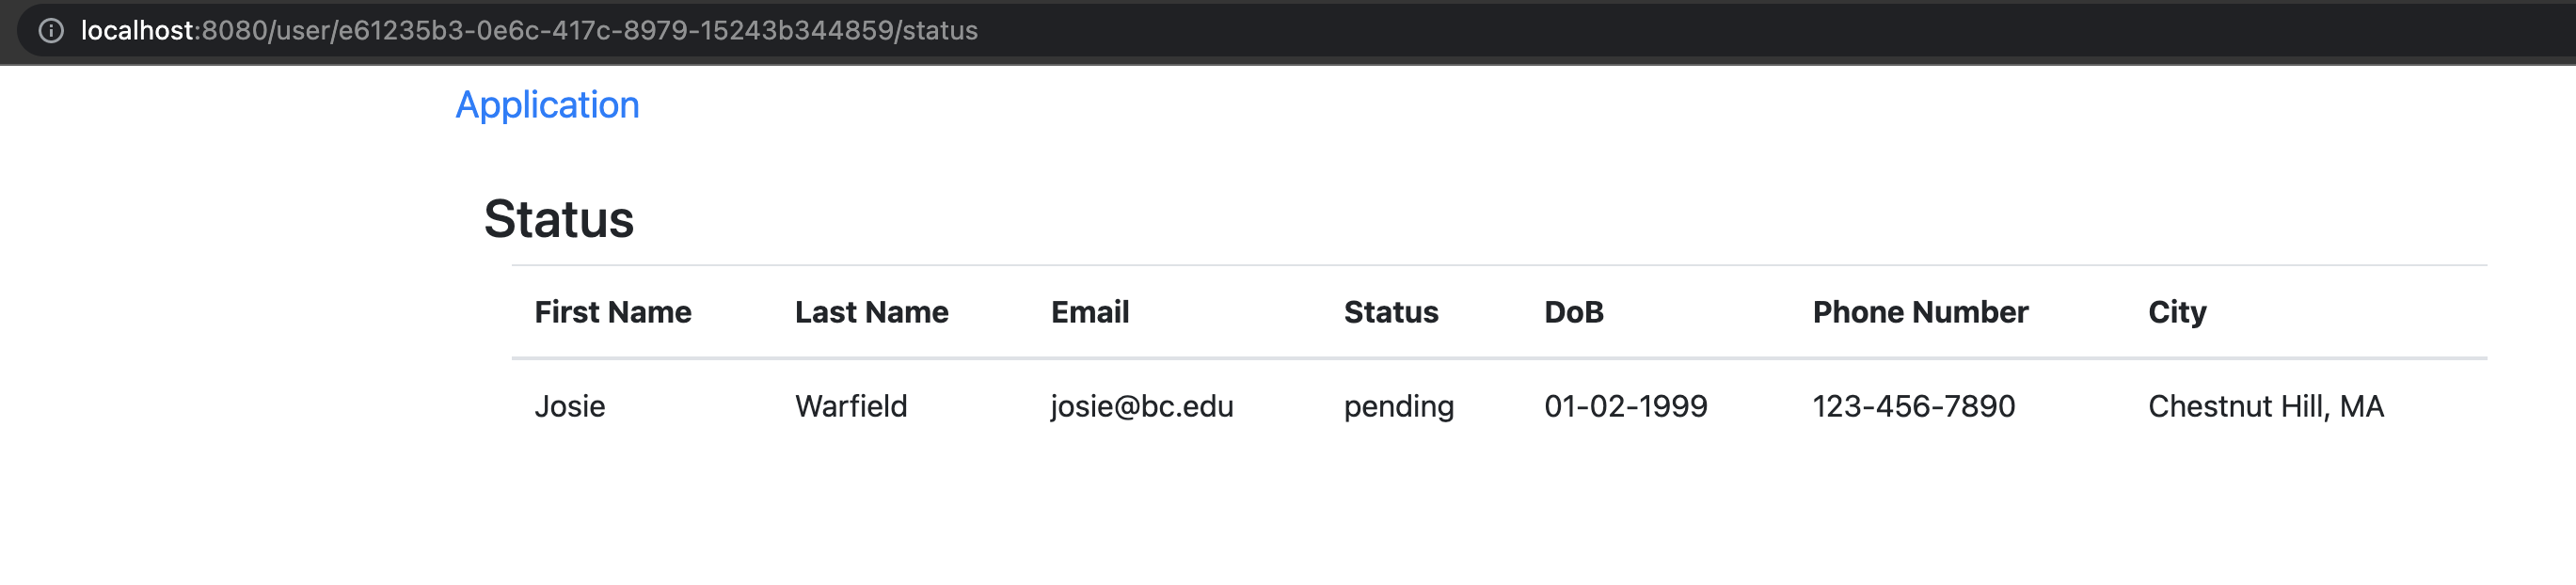 localhost:8080/user/e61235b3-0e6c-417c-8979-15243b344859/status
Application
Status
First Name Last Name Email Status DoB Phone Number City
Josie Warfield josie@bc.edu pending 01-02-1999 123-456-7890 Chestnut Hill, MA